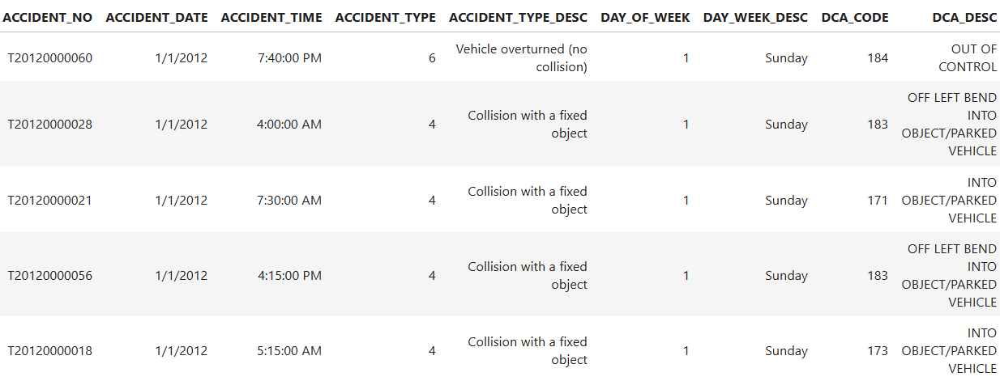 ACCIDENT_NO ACCIDENT_DATE ACCIDENT_TIME ACCIDENT_TYPE ACCIDENT_TYPE_DESC DAY_OF_WEEK DAY_WEEK_DESC DCA_CODE DCA_DESC
T20120000060 1/1/2012 7:40:00 PM 6 Vehicle overturned (no collision) 1 Sunday 184 OUT OF CONTROL
T20120000028 1/1/2012 4:00:00 AM 4 Collision with a fixed object 1 Sunday 183 OFF LEFT BEND INTO OBJECT/PARKED VEHICLE
T20120000021 1/1/2012 7:30:00 AM 4 Collision with a fixed object 1 Sunday 171 INTO OBJECT/PARKED VEHICLE
T20120000056 1/1/2012 4:15:00 PM 4 Collision with a fixed object 1 Sunday 183 OFF LEFT BEND INTO OBJECT/PARKED VEHICLE
T20120000018 1/1/2012 5:15:00 AM 4 Collision with a fixed object 1 Sunday 173 INTO OBJECT/PARKED VEHICLE